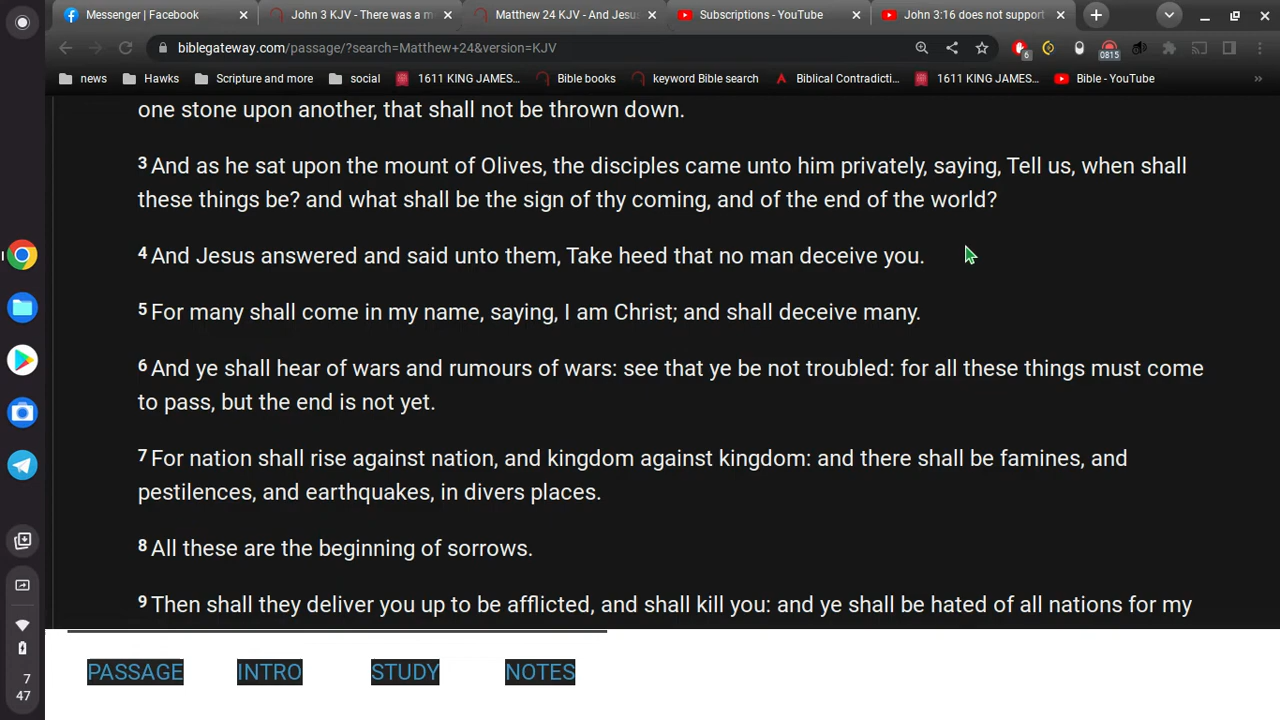 Messenger | Facebook
John 3 KJV - There was a m
Matthew 24 KJV - And Jesu
Subscriptions - YouTube
John 3:16 does not support
biblegateway.com/passage/?search=Matthew+24&version=KJV
6
0815
news
Hawks
Scripture and more
social
1611 KING JAMES...
Bible books
keyword Bible search
Biblical Contradicti...
1611 KING JAMES...
Bible - YouTube
»
one stone upon another, that shall not be thrown down.
3 And as he sat upon the mount of Olives, the disciples came unto him privately, saying, Tell us, when shall
these things be? and what shall be the sign of thy coming, and of the end of the world?
4 And Jesus answered and said unto them, Take heed that no man deceive you.
5 For many shall come in my name, saying, I am Christ; and shall deceive many.
6 And ye shall hear of wars and rumours of wars: see that ye be not troubled: for all these things must come
to pass, but the end is not yet.
7 For nation shall rise against nation, and kingdom against kingdom: and there shall be famines, and
pestilences, and earthquakes, in divers places.
8 All these are the beginning of sorrows.
9 Then shall they deliver you up to be afflicted, and shall kill you: and ye shall be hated of all nations for my
PASSAGE
INTRO
STUDY
NOTES
7
47